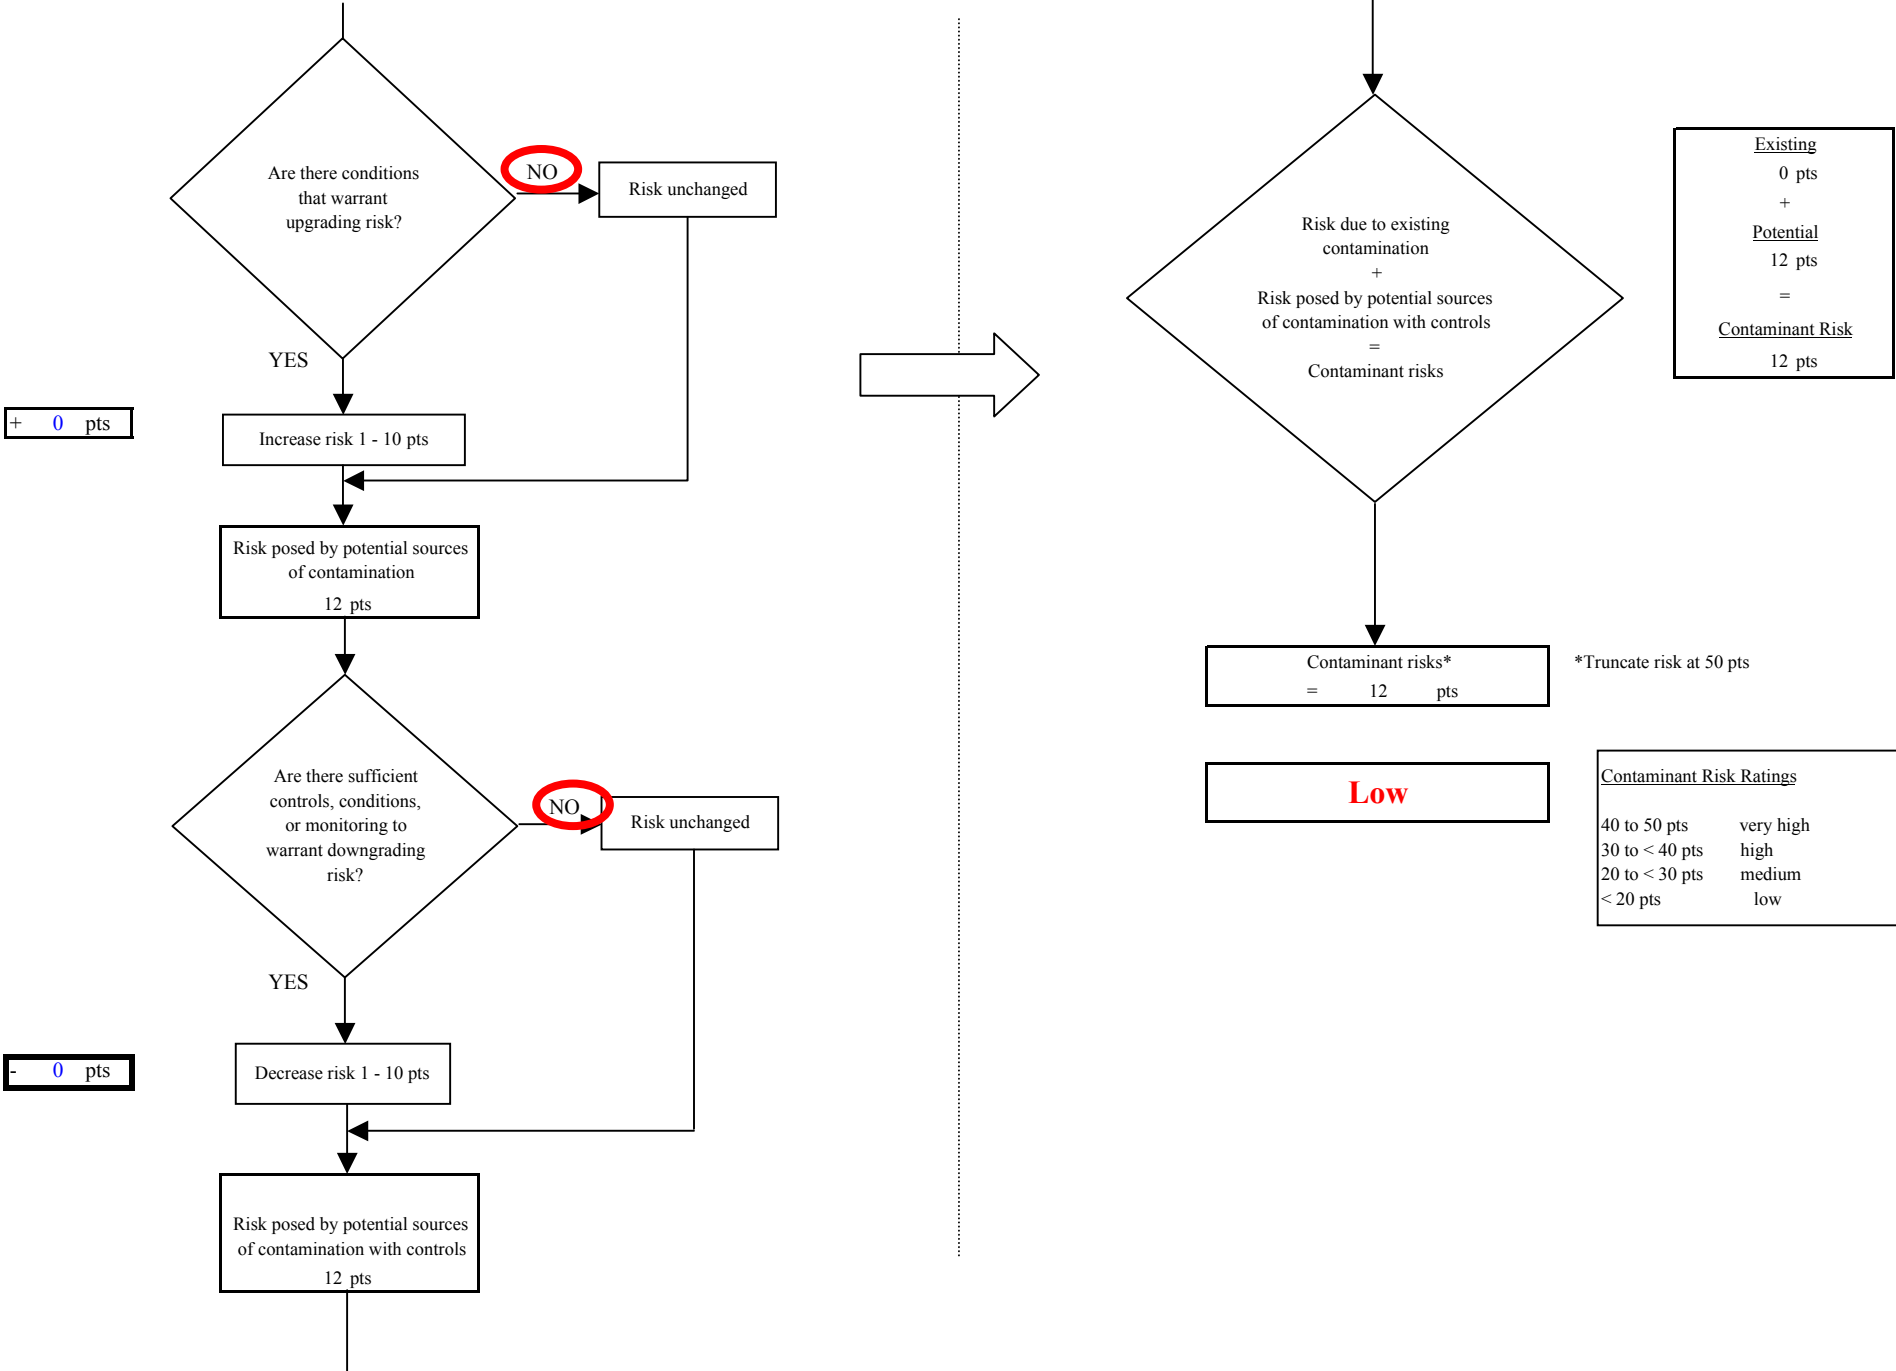 Are there conditions
that warrant
upgrading risk?
NO
Risk unchanged
YES
+ 0 pts
Increase risk 1 - 10 pts
Risk posed by potential sources
of contamination
12 pts
Are there sufficient
controls, conditions,
or monitoring to
warrant downgrading
risk?
NO
Risk unchanged
YES
- 0 pts
Decrease risk 1 - 10 pts
Risk posed by potential sources
of contamination with controls
12 pts
Risk due to existing
contamination
+
Risk posed by potential sources
of contamination with controls
=
Contaminant risks
Existing
0 pts
+
Potential
12 pts
=
Contaminant Risk
12 pts
Contaminant risks*
= 12 pts
*Truncate risk at 50 pts
Low
Contaminant Risk Ratings
40 to 50 pts very high
30 to < 40 pts high
20 to < 30 pts medium
< 20 pts low